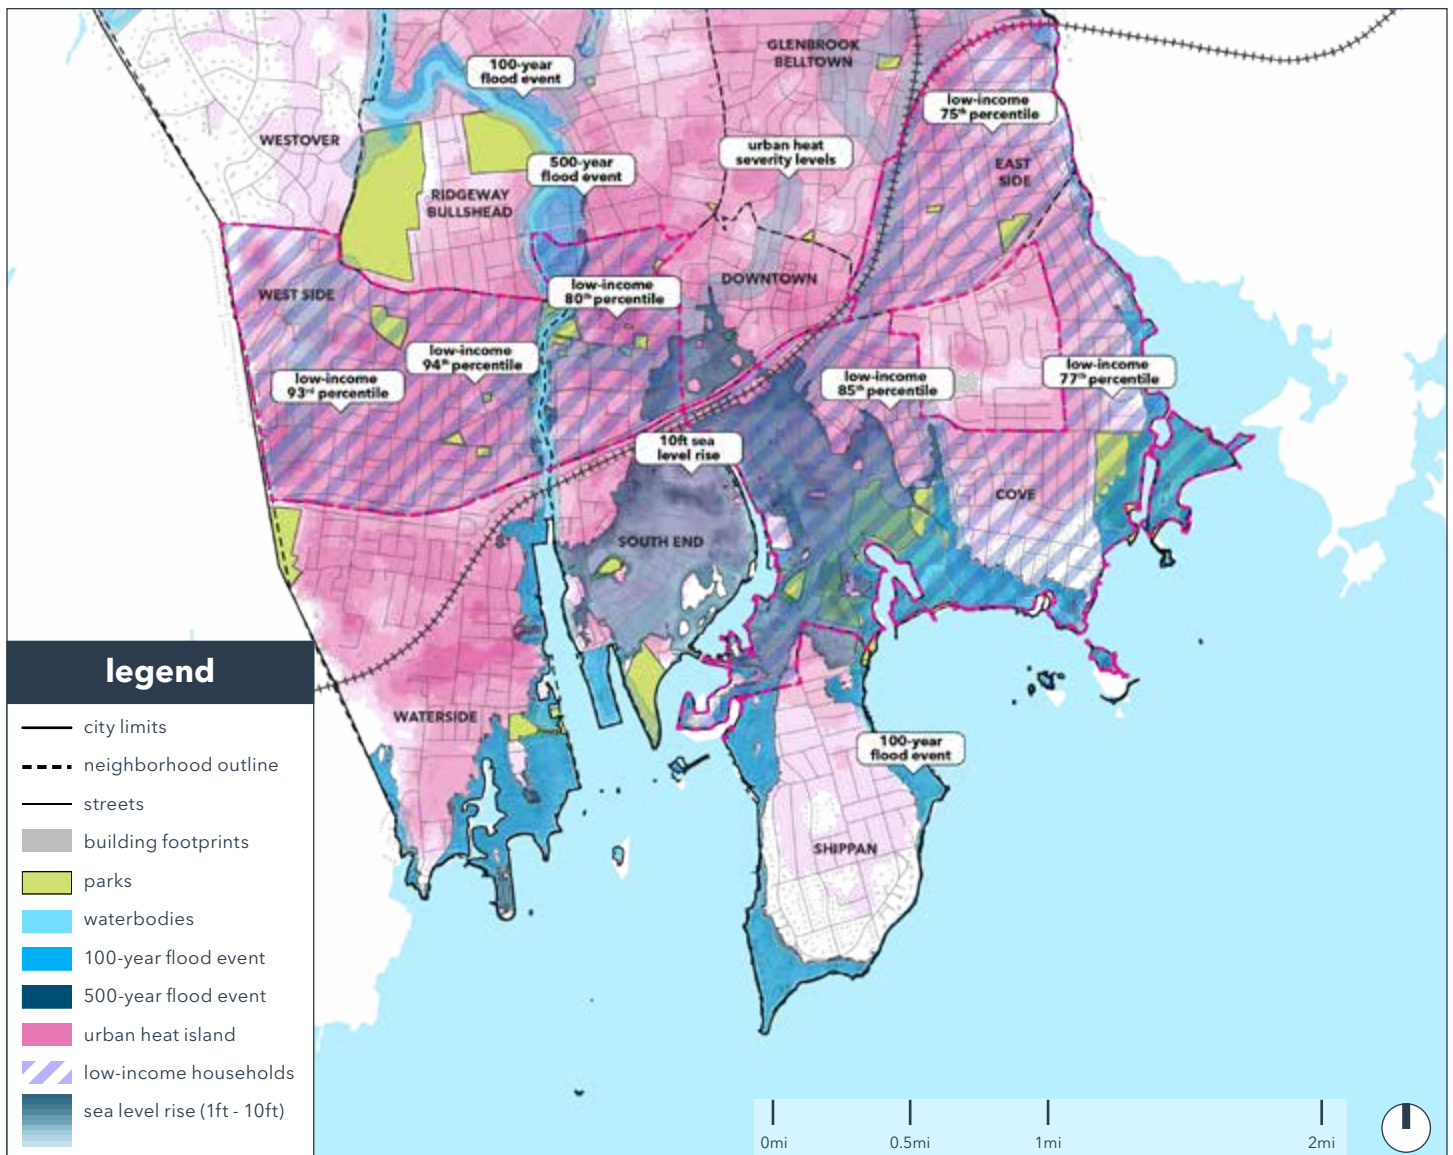 GLENBROOK
BELLTOWN
100-year
flood event
low-income
75th percentile
WESTOVER
urban heat
severity levels
500-year
flood event
EAST
SIDE
RIDGEWAY
BULLSHEAD
DOWNTOWN
WEST SIDE
low-income
80th percentile
low-income
94th percentile
low-income
93rd percentile
low-income
85th percentile
low-income
77th percentile
10ft sea
level rise
COVE
SOUTH END
WATERSIDE
100-year
flood event
SHIPPAN
legend
city limits
neighborhood outline
streets
building footprints
parks
waterbodies
100-year flood event
500-year flood event
urban heat island
low-income households
sea level rise (1ft - 10ft)
0mi
0.5mi
1mi
2mi